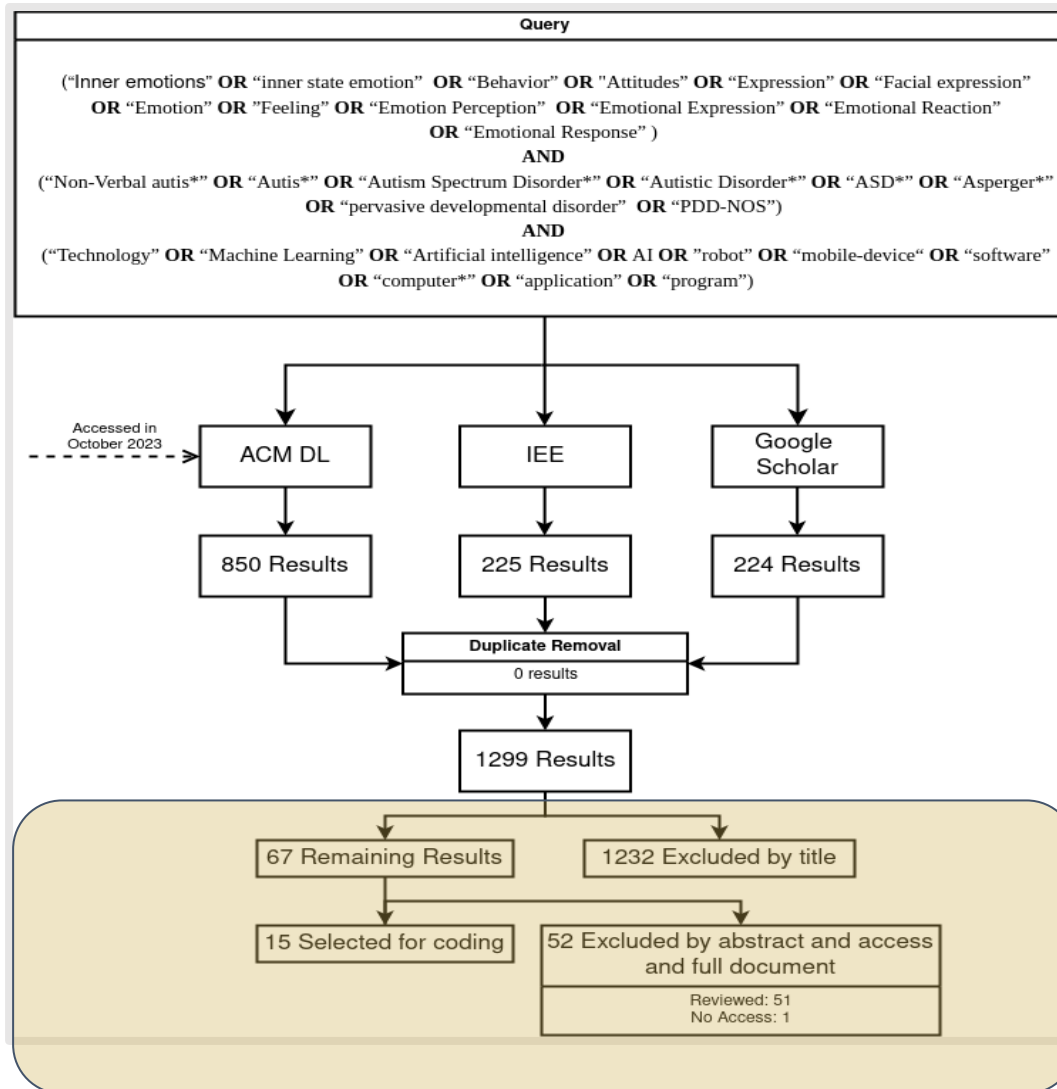 Query
(“Inner emotions” OR “inner state emotion” OR “Behavior” OR "Attitudes” OR “Expression” OR “Facial expression”
OR “Emotion” OR ”Feeling” OR “Emotion Perception” OR “Emotional Expression” OR “Emotional Reaction”
OR “Emotional Response” )
AND
(“Non-Verbal autis*” OR “Autis*” OR “Autism Spectrum Disorder*” OR “Autistic Disorder*” OR “ASD*” OR “Asperger*”
OR “pervasive developmental disorder” OR “PDD-NOS”)
AND
(“Technology” OR “Machine Learning” OR “Artificial intelligence” OR AI OR ”robot” OR “mobile-device“ OR “software”
OR “computer*” OR “application” OR “program”)
Accessed in
October 2023
ACM DL
IEE
Google
Scholar
850 Results
225 Results
224 Results
Duplicate Removal
0 results
1299 Results
67 Remaining Results
1232 Excluded by title
15 Selected for coding
52 Excluded by abstract and access
and full document
Reviewed: 51
No Access: 1